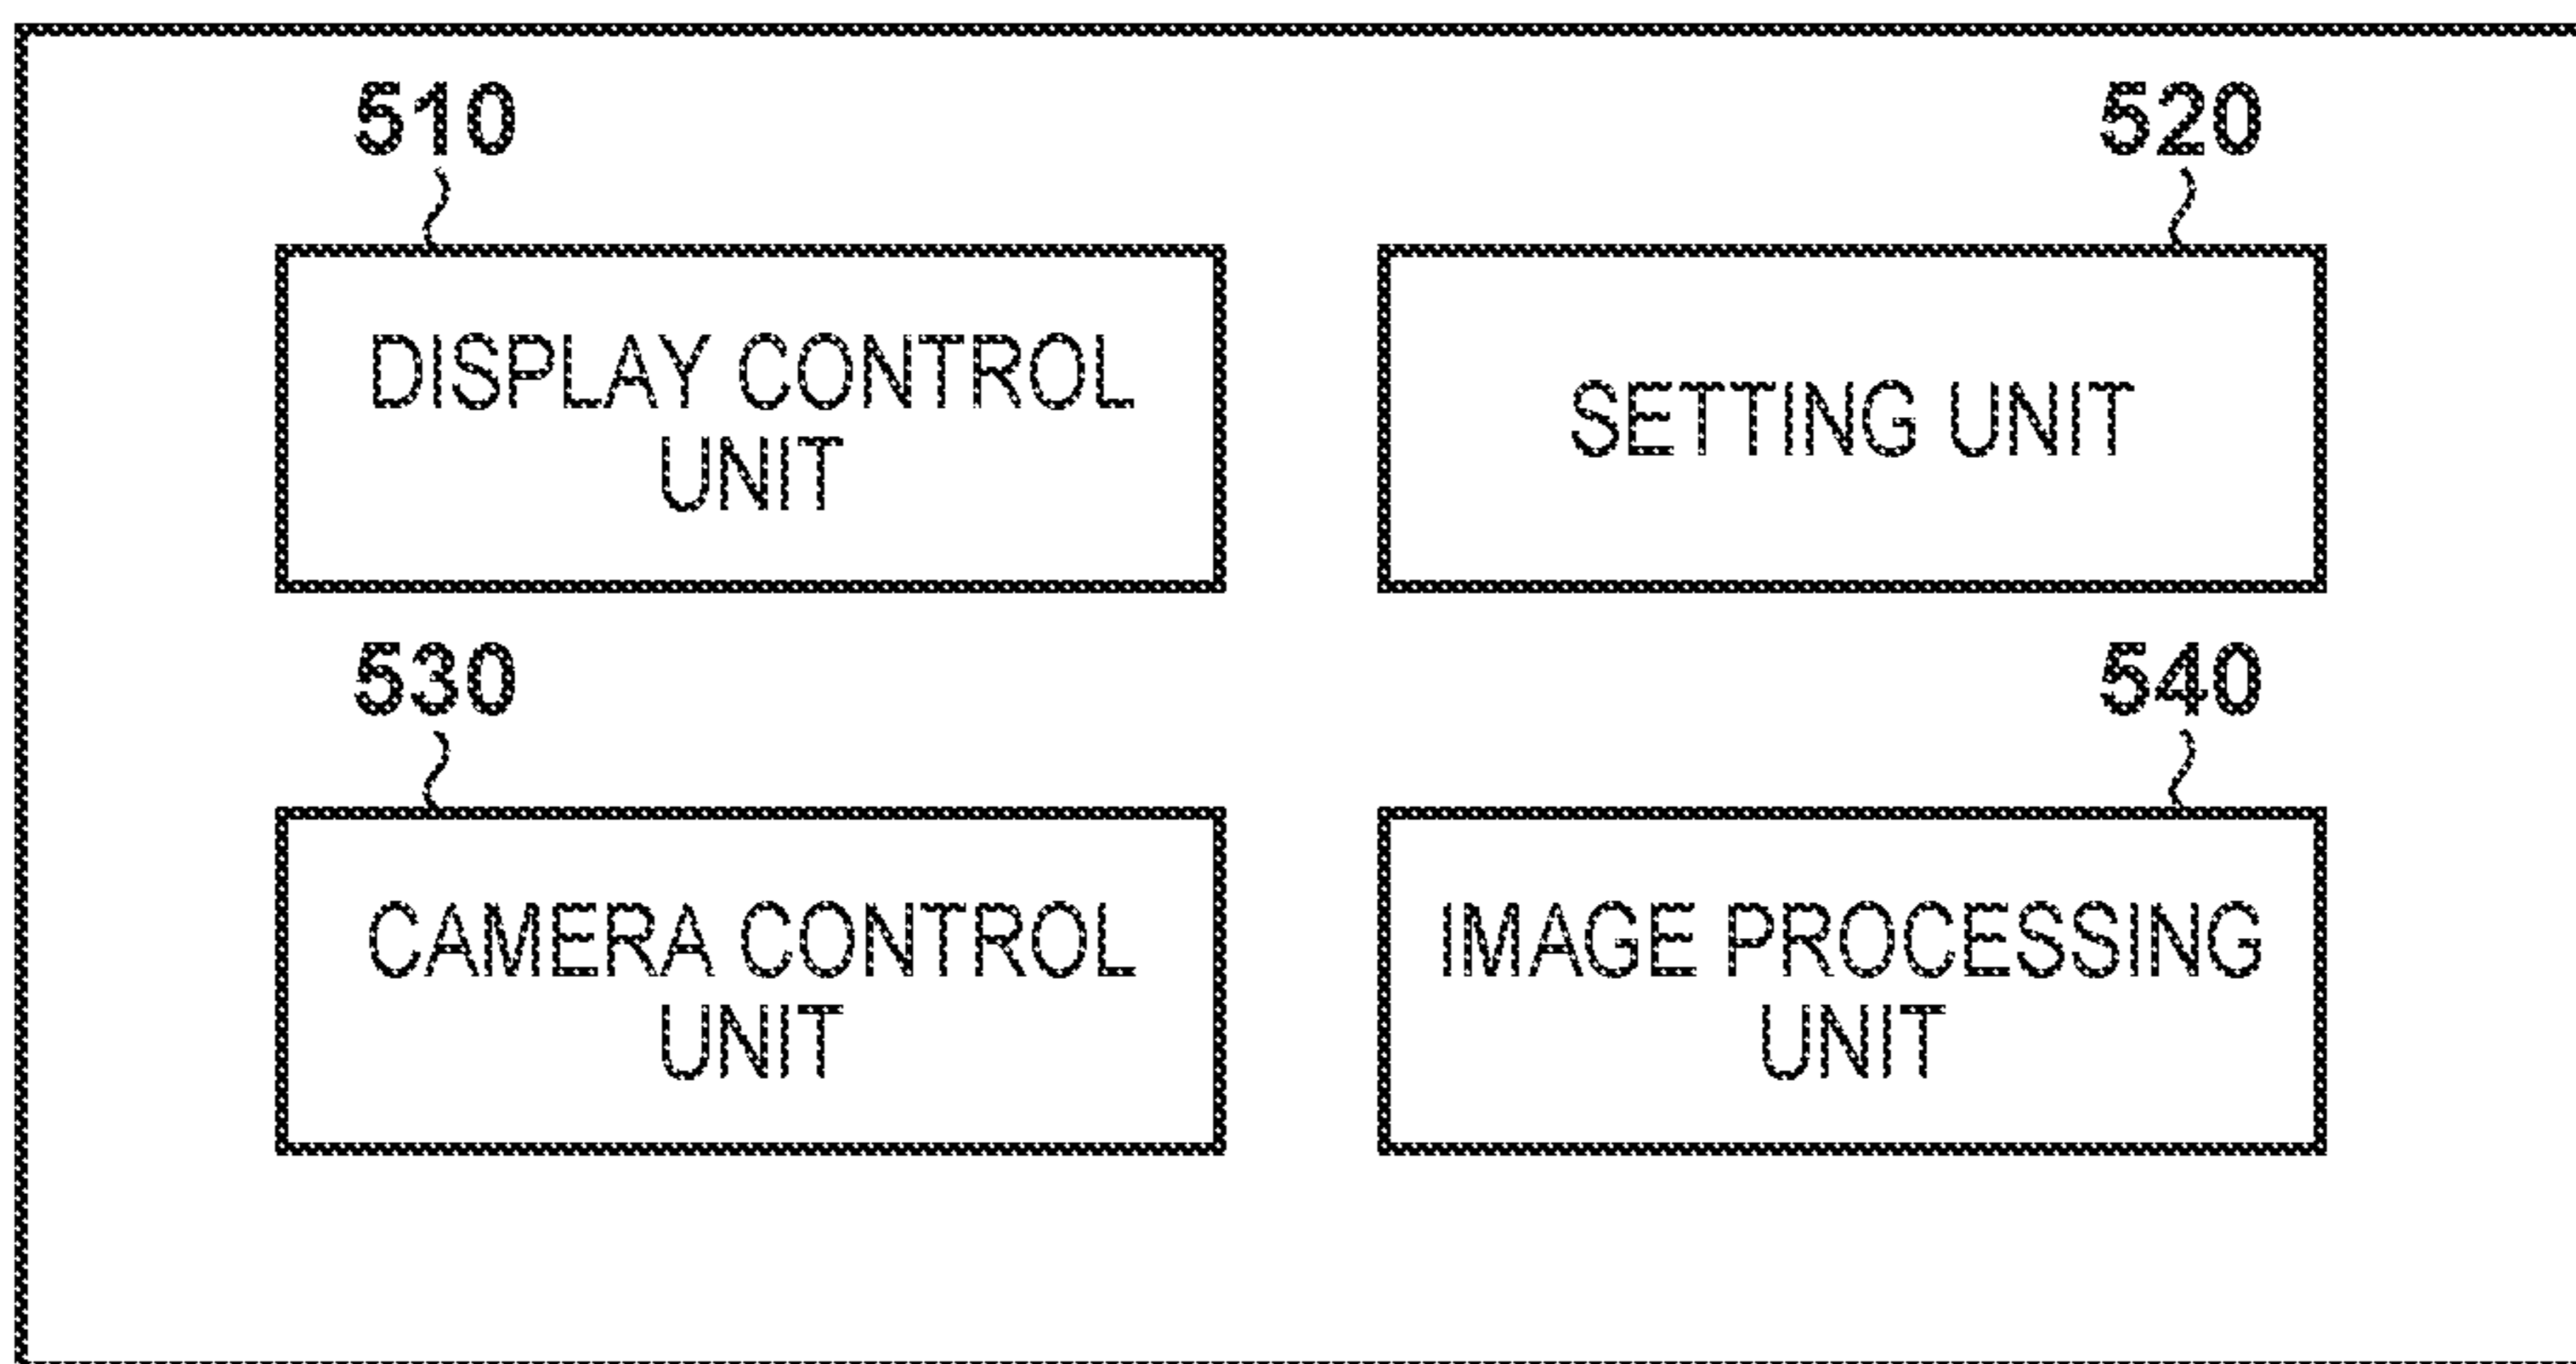 510
520
DISPLAY CONTROL
UNIT
SETTING UNIT
530
540
CAMERA CONTROL
UNIT
IMAGE PROCESSING
UNIT